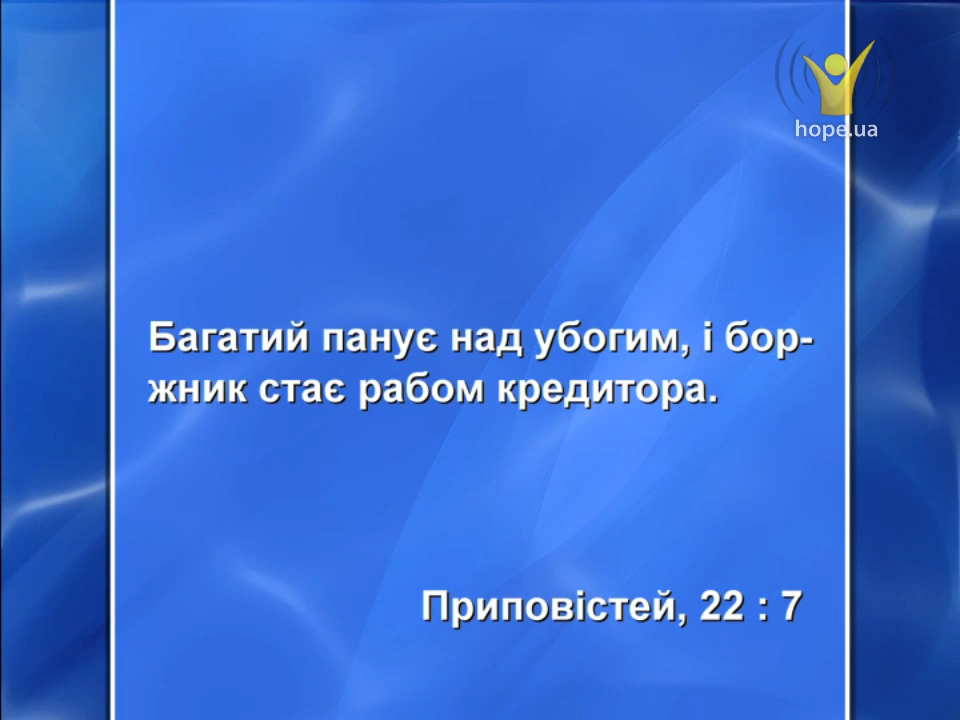 hope.ua
Багатий панує над убогим, і бор-
жник стає рабом кредитора.
Приповістей, 22 : 7